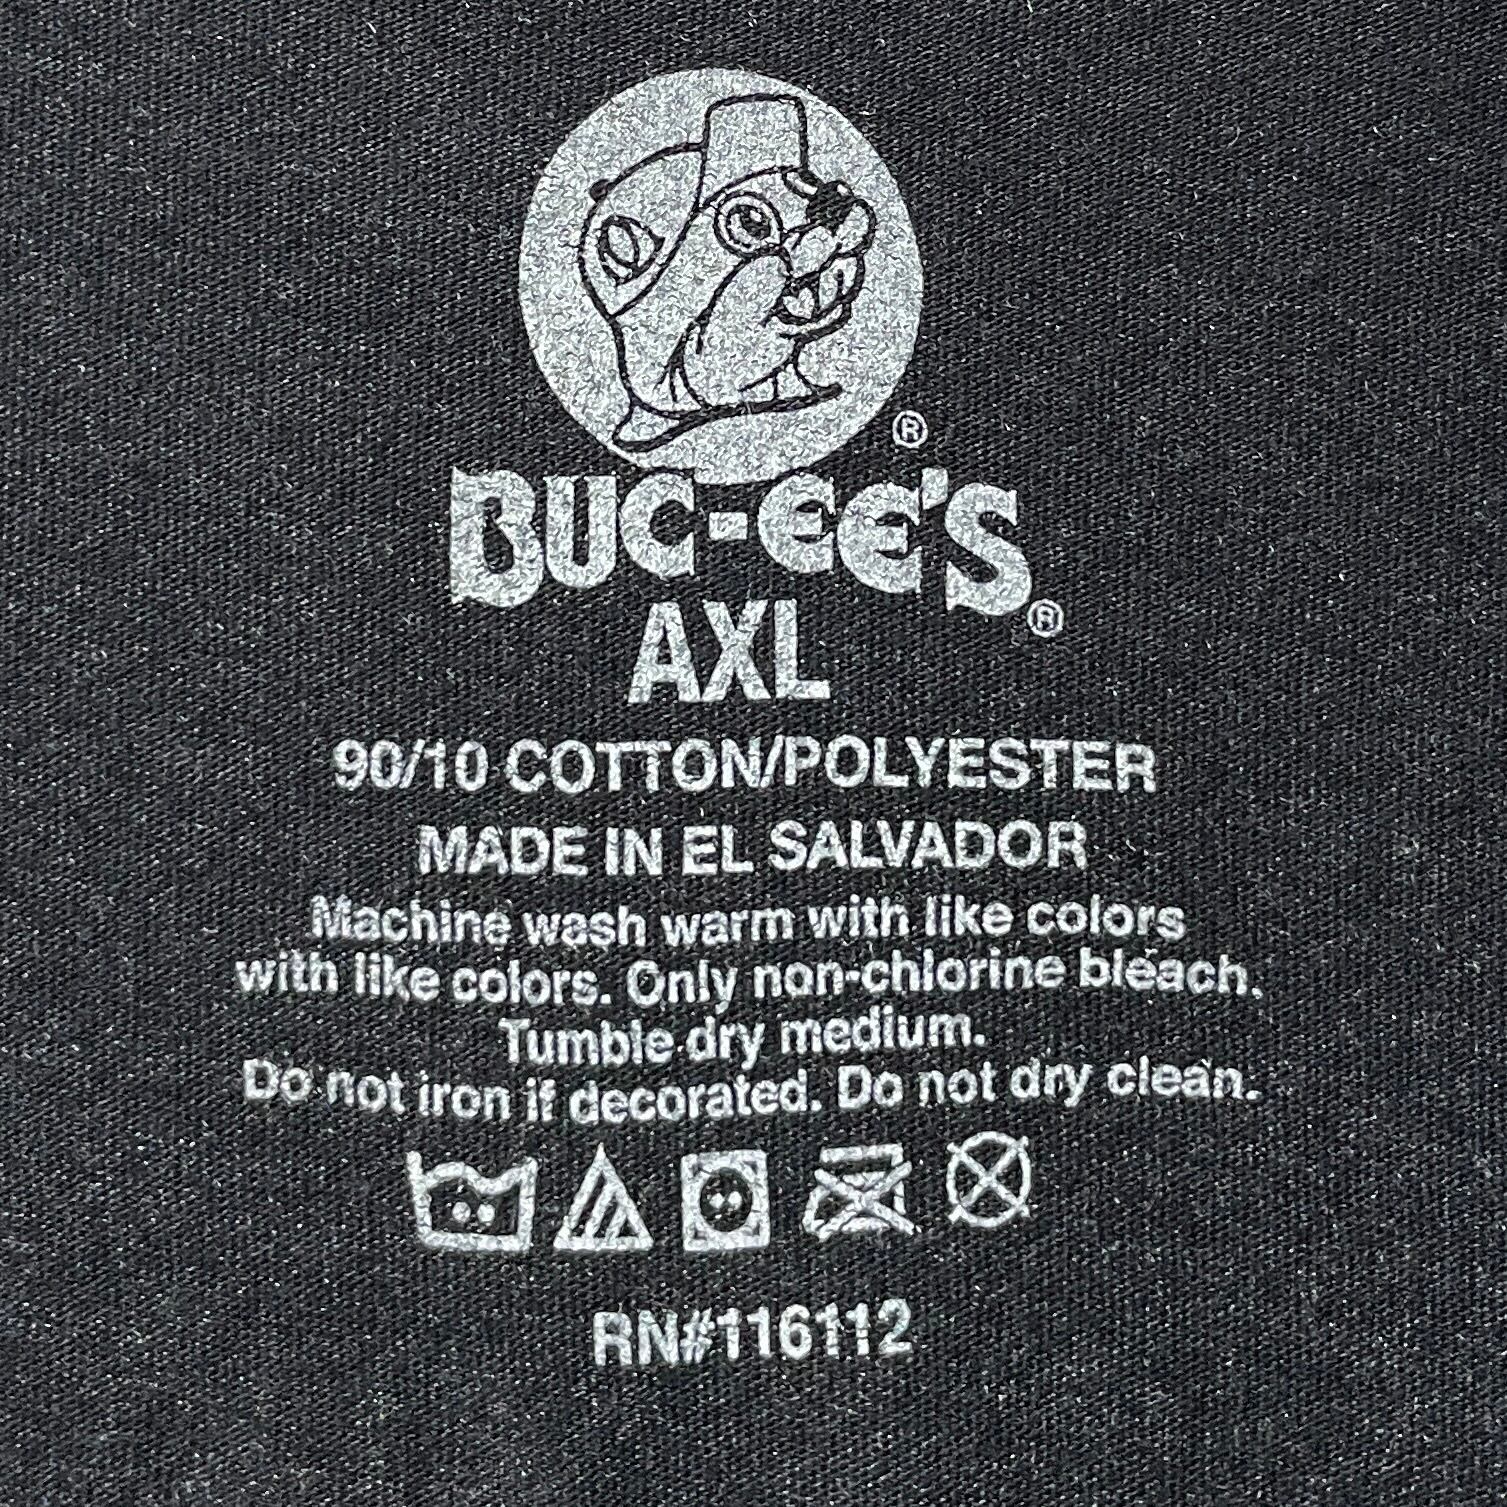 ®
BUC-EE'S®
AXL
90/10 COTTON/POLYESTER
MADE IN EL SALVADOR
Machine wash warm with like colors
with like colors. Only non-chlorine bleach.
Tumble dry medium.
Do not iron if decorated. Do not dry clean.
RN#116112